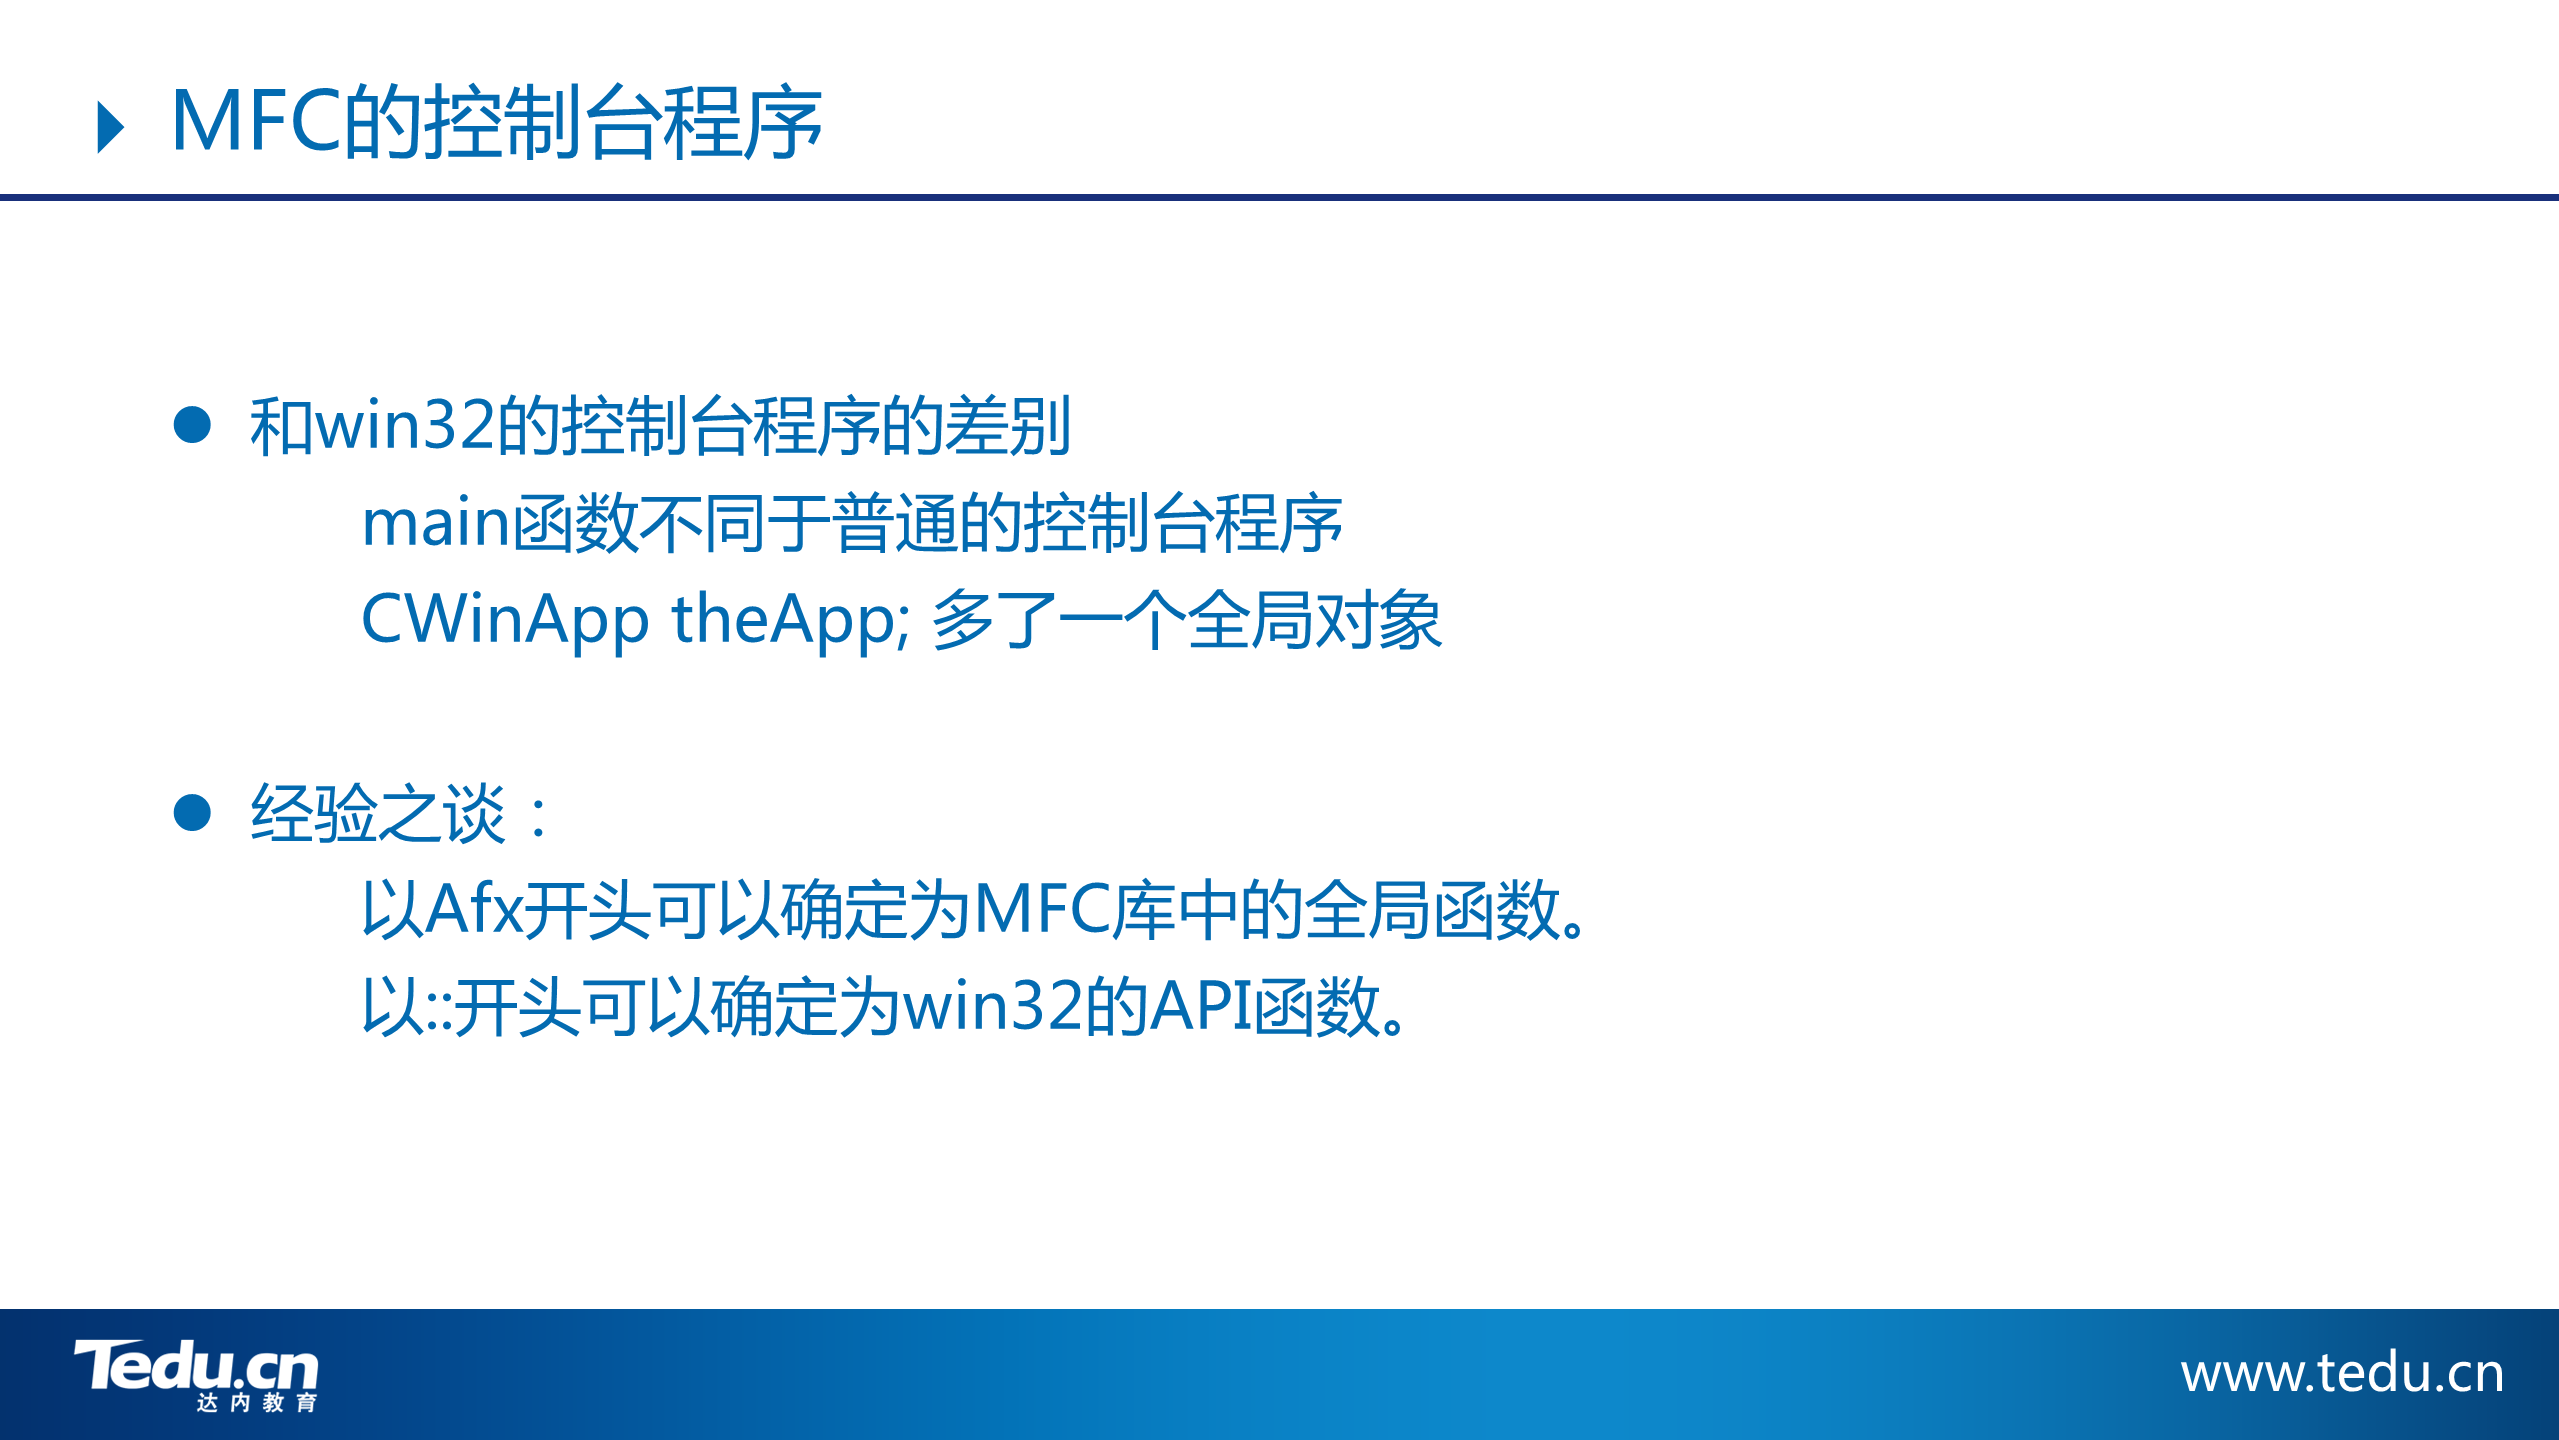 MFC的控制台程序
和win32的控制台程序的差别
main函数不同于普通的控制台程序
CWinApp theApp; 多了一个全局对象
经验之谈：
以Afx开头可以确定为MFC库中的全局函数。
以::开头可以确定为win32的API函数。
Tedu.cn
达内教育
www.tedu.cn